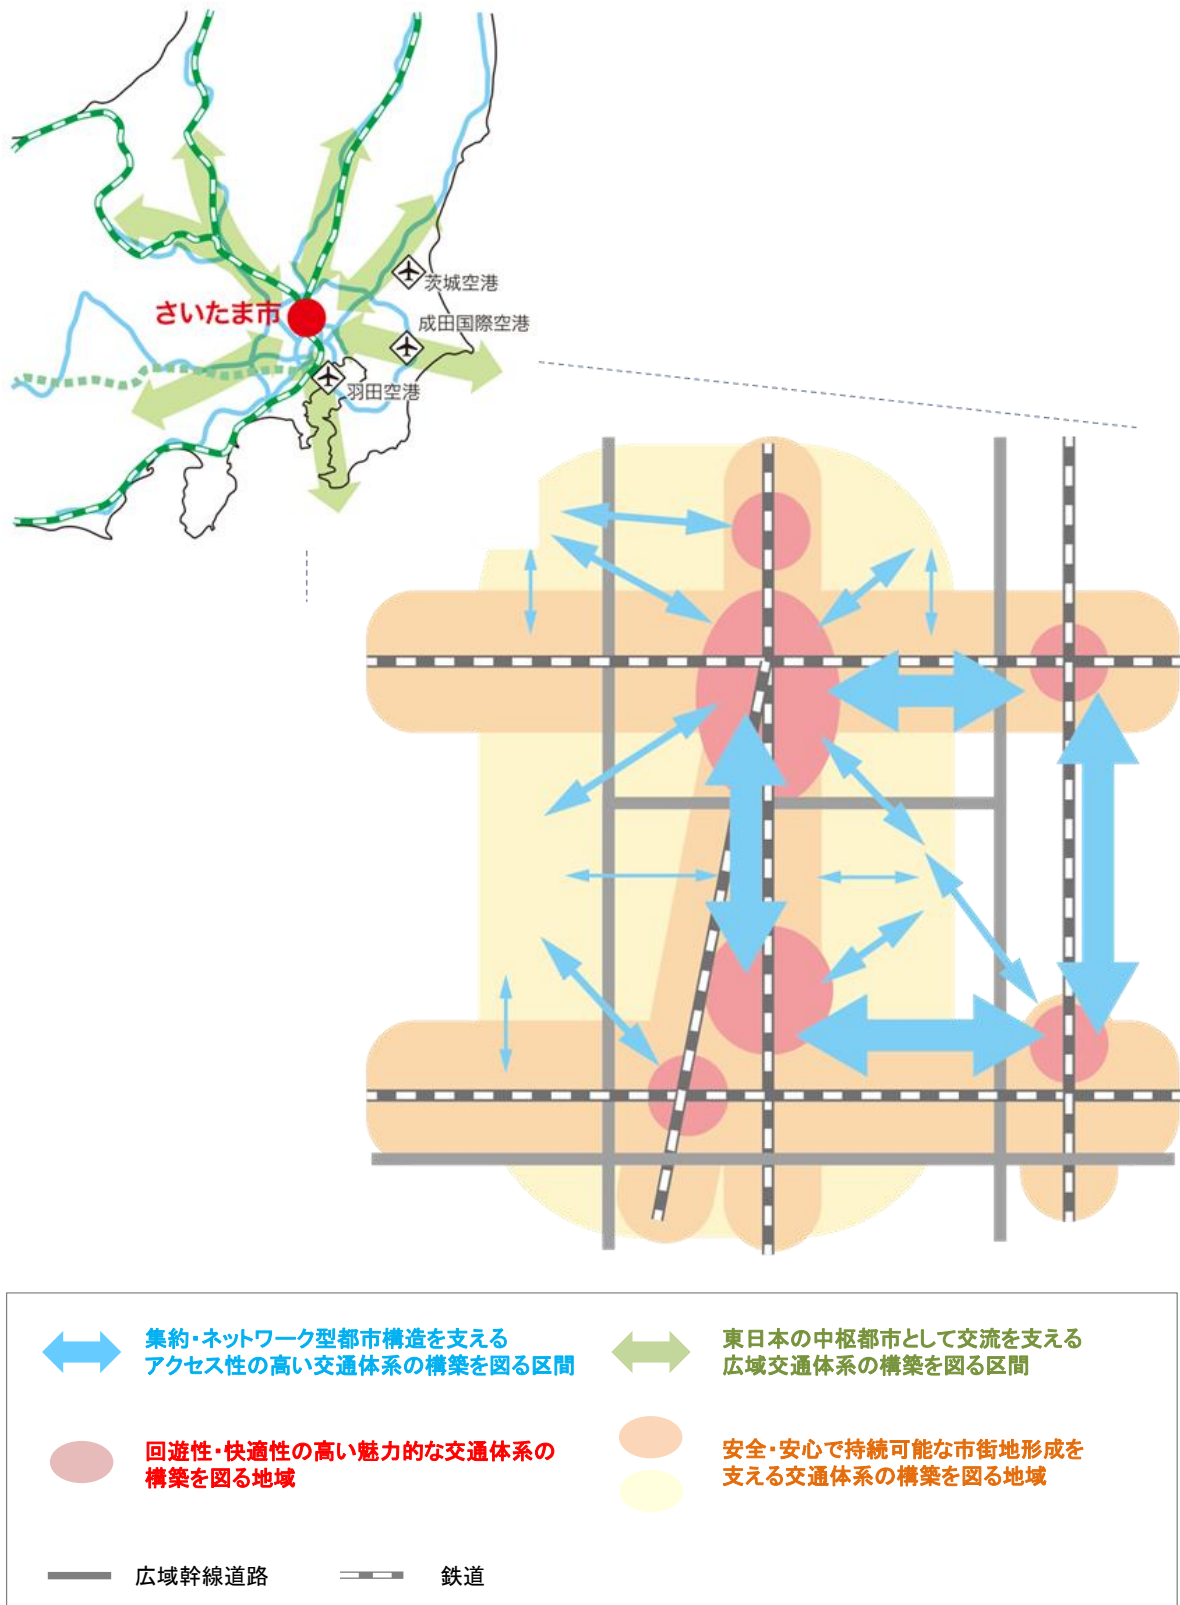 茨城空港
さいたま市
成田国際空港
羽田空港
集約・ネットワーク型都市構造を支える
アクセス性の高い交通体系の構築を図る区間
東日本の中枢都市として交流を支える
広域交通体系の構築を図る区間
回遊性・快適性の高い魅力的な交通体系の
構築を図る地域
安全・安心で持続可能な市街地形成を
支える交通体系の構築を図る地域
広域幹線道路
鉄道